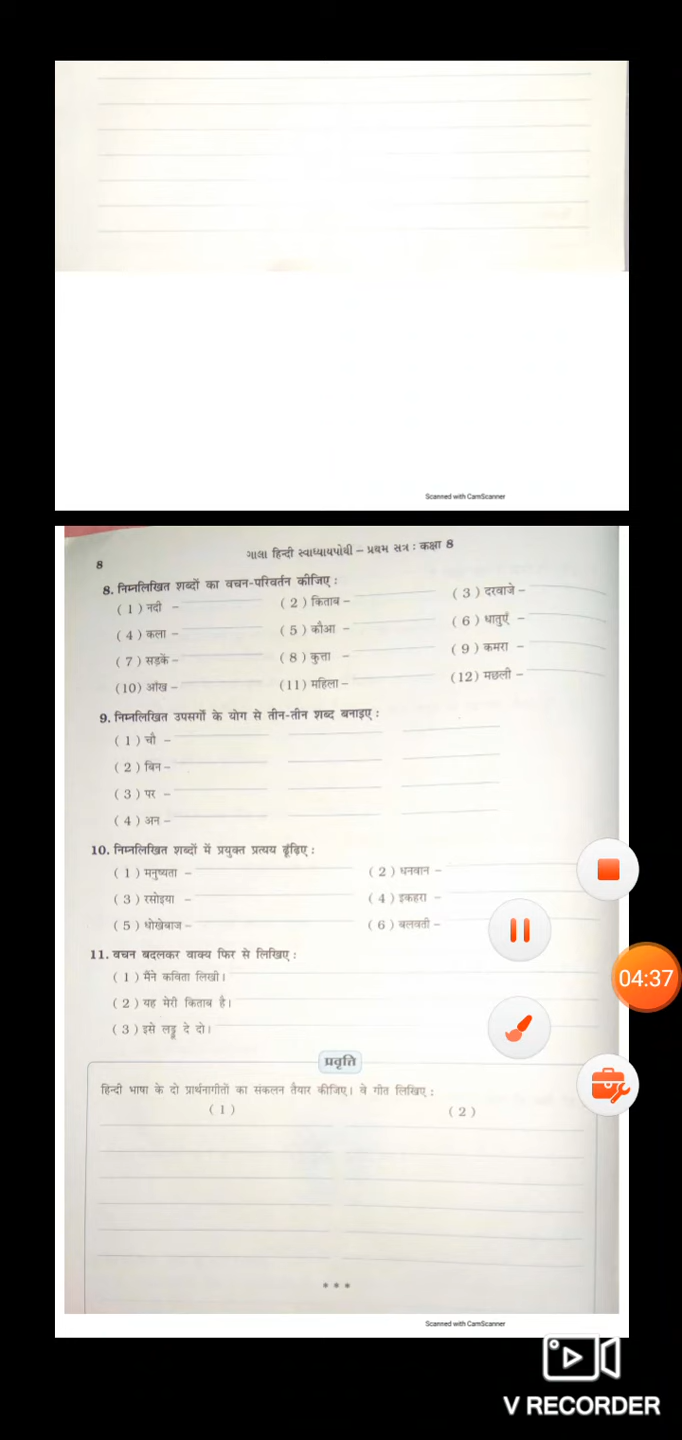 Scanned with CamScanner
8
ગાલા હિન્દી સ્વાધ્યાયપોથી – પ્રથમ સત્ર : કક્ષા 8
8. निम्नलिखित शब्दों का वचन-परिवर्तन कीजिए :
( 1 ) नदी – ( 2 ) किताब – ( 3 ) दरवाजे –
( 4 ) कला – ( 5 ) कौआ – ( 6 ) धातुएँ –
( 7 ) सड़कें – ( 8 ) कुत्ता – ( 9 ) कमरा –
(10) आँख – (11) महिला – (12) मछली –
9. निम्नलिखित उपसर्गों के योग से तीन-तीन शब्द बनाइए :
( 1 ) चौ –
( 2 ) बिन –
( 3 ) पर –
( 4 ) अन –
10. निम्नलिखित शब्दों में प्रयुक्त प्रत्यय ढूंढ़िए :
( 1 ) मनुष्यता – ( 2 ) धनवान –
( 3 ) रसोइया – ( 4 ) इकहरा –
( 5 ) धोखेबाज – ( 6 ) बलवती –
11. वचन बदलकर वाक्य फिर से लिखिए :
( 1 ) मैंने कविता लिखी।
( 2 ) यह मेरी किताब है।
( 3 ) इसे लड्डू दे दो।
04:37
प्रवृत्ति
हिन्दी भाषा के दो प्रार्थनागीतों का संकलन तैयार कीजिए। वे गीत लिखिए :
( 1 ) ( 2 )
* * *
Scanned with CamScanner
V RECORDER